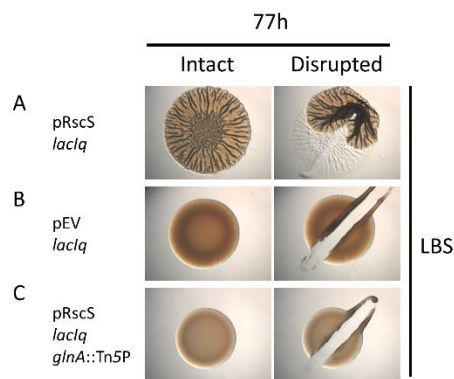 77h
Intact Disrupted
A
pRscS
lacIq
B
pEV
lacIq
LBS
C
pRscS
lacIq
glnA::Tn5P